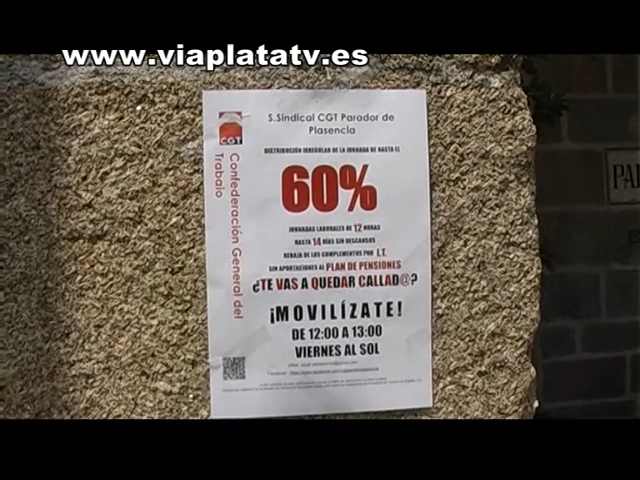 www.viaplatatv.es
S.Sindical CGT Parador de
Plasencia
CGT
Confederación General del
Trabajo
DISTRIBUCIÓN IRREGULAR DE LA JORNADA DE HASTA EL
60%
JORNADAS LABORALES DE 12 HORAS
HASTA 14 DÍAS SIN DESCANSOS
REBAJA DE LOS COMPLEMENTOS POR I.T.
SIN APORTACIONES AL PLAN DE PENSIONES
¿TE VAS A QUEDAR CALLAD@?
¡MOVILÍZATE!
DE 12:00 A 13:00
VIERNES AL SOL